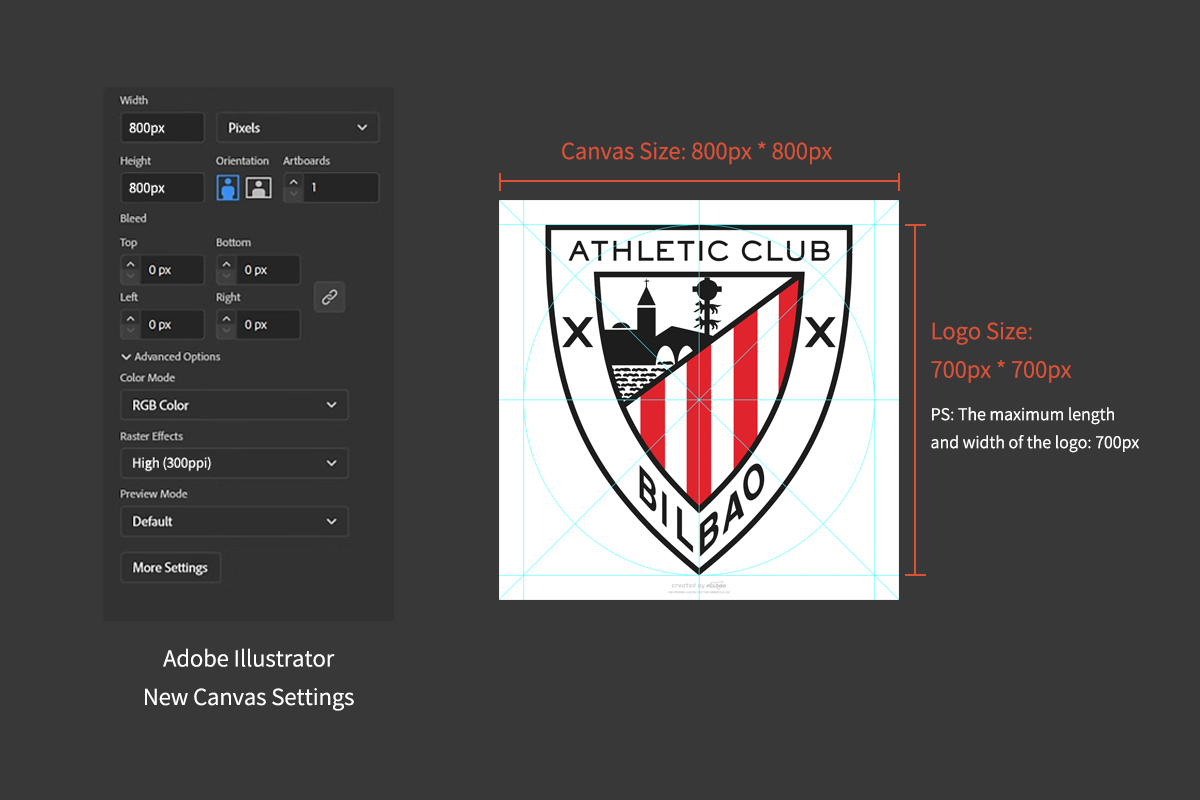 Width
800px Pixels
Height Orientation Artboards
800px 1
Bleed
Top Bottom
0 px 0 px
Left Right
0 px 0 px
Advanced Options
Color Mode
RGB Color
Raster Effects
High (300ppi)
Preview Mode
Default
More Settings
Adobe Illustrator
New Canvas Settings
Canvas Size: 800px * 800px
ATHLETIC CLUB
X X
BILBAO
created by
Logo Size:
700px * 700px
PS: The maximum length
and width of the logo: 700px